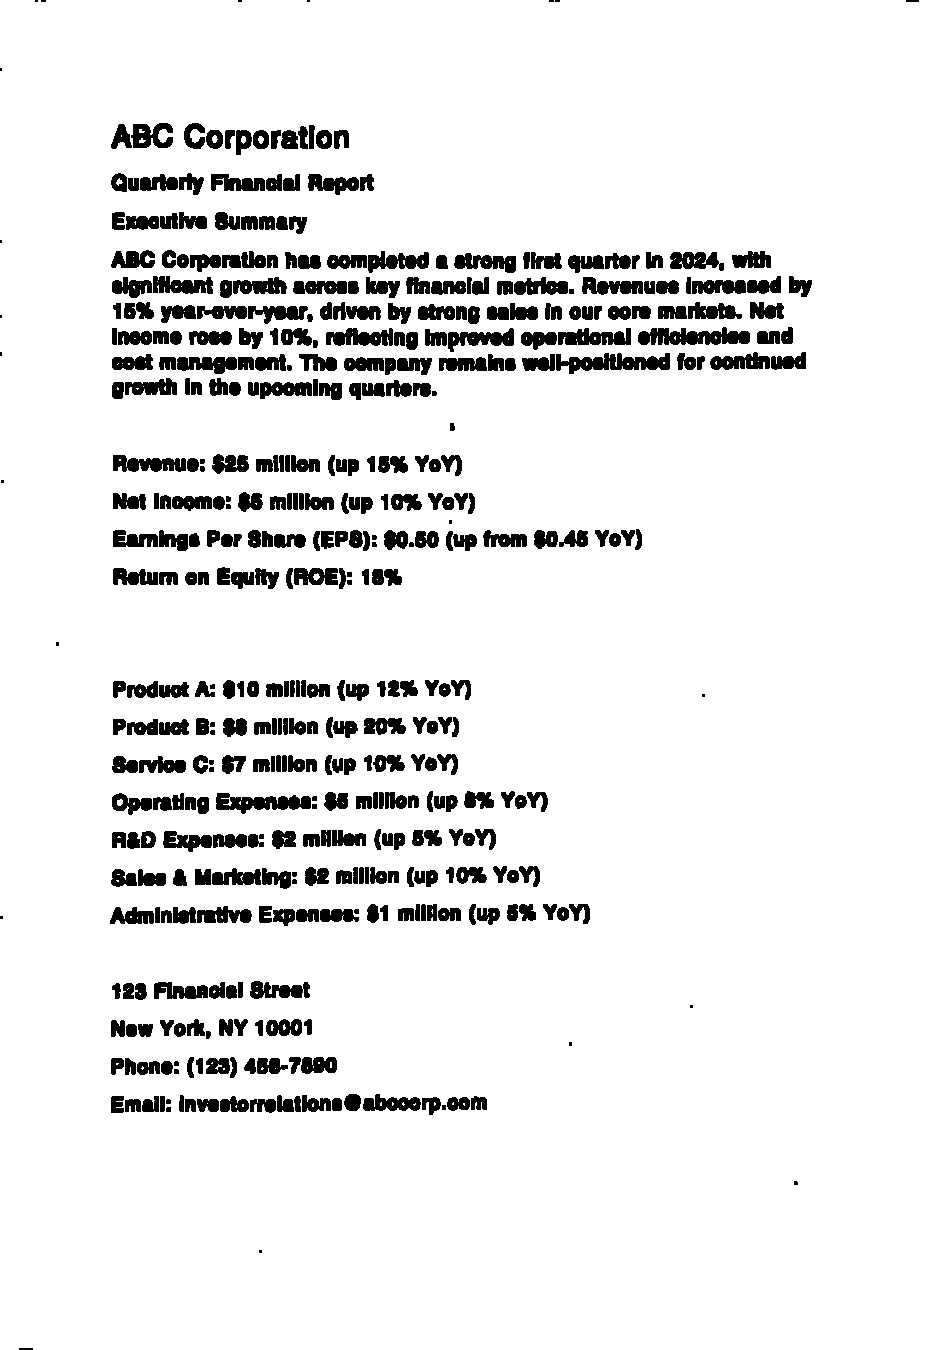 ABC Corporation
Quarterly Financial Report
Executive Summary
ABC Corporation has completed a strong first quarter in 2024, with
significant growth across key financial metrics. Revenues increased by
15% year-over-year, driven by strong sales in our core markets. Net
income rose by 10%, reflecting improved operational efficiencies and
cost management. The company remains well-positioned for continued
growth in the upcoming quarters.
Revenue: $25 million (up 15% YoY)
Net Income: $5 million (up 10% YoY)
Earnings Per Share (EPS): $0.50 (up from $0.45 YoY)
Return on Equity (ROE): 18%
Product A: $10 million (up 12% YoY)
Product B: $8 million (up 20% YoY)
Service C: $7 million (up 10% YoY)
Operating Expenses: $5 million (up 8% YoY)
R&D Expenses: $2 million (up 5% YoY)
Sales & Marketing: $2 million (up 10% YoY)
Administrative Expenses: $1 million (up 5% YoY)
123 Financial Street
New York, NY 10001
Phone: (123) 456-7890
Email: investorrelations@abccorp.com